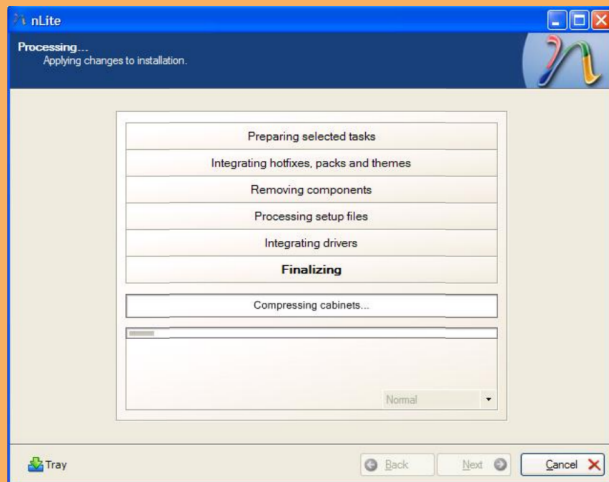 nLite
Processing...
Applying changes to installation.
Preparing selected tasks
Integrating hotfixes, packs and themes
Removing components
Processing setup files
Integrating drivers
Finalizing
Compressing cabinets...
Normal
Tray
Back
Next
Cancel